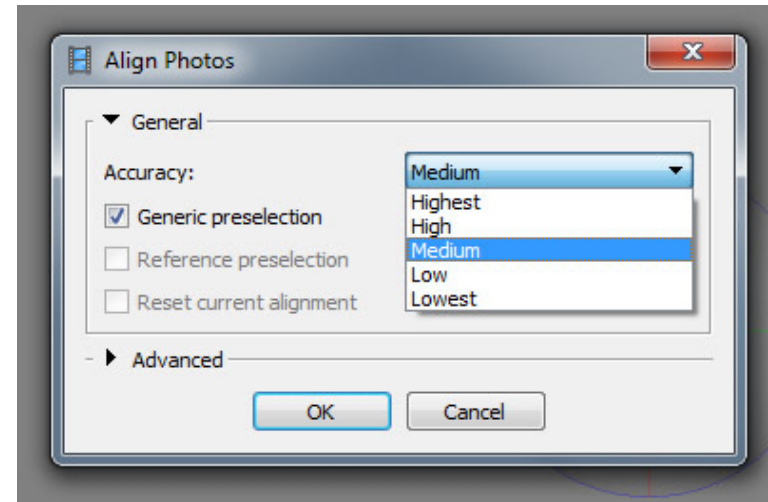 Align Photos
General
Accuracy:
Medium
Highest
High
Medium
Low
Lowest
Generic preselection
Reference preselection
Reset current alignment
Advanced
OK
Cancel